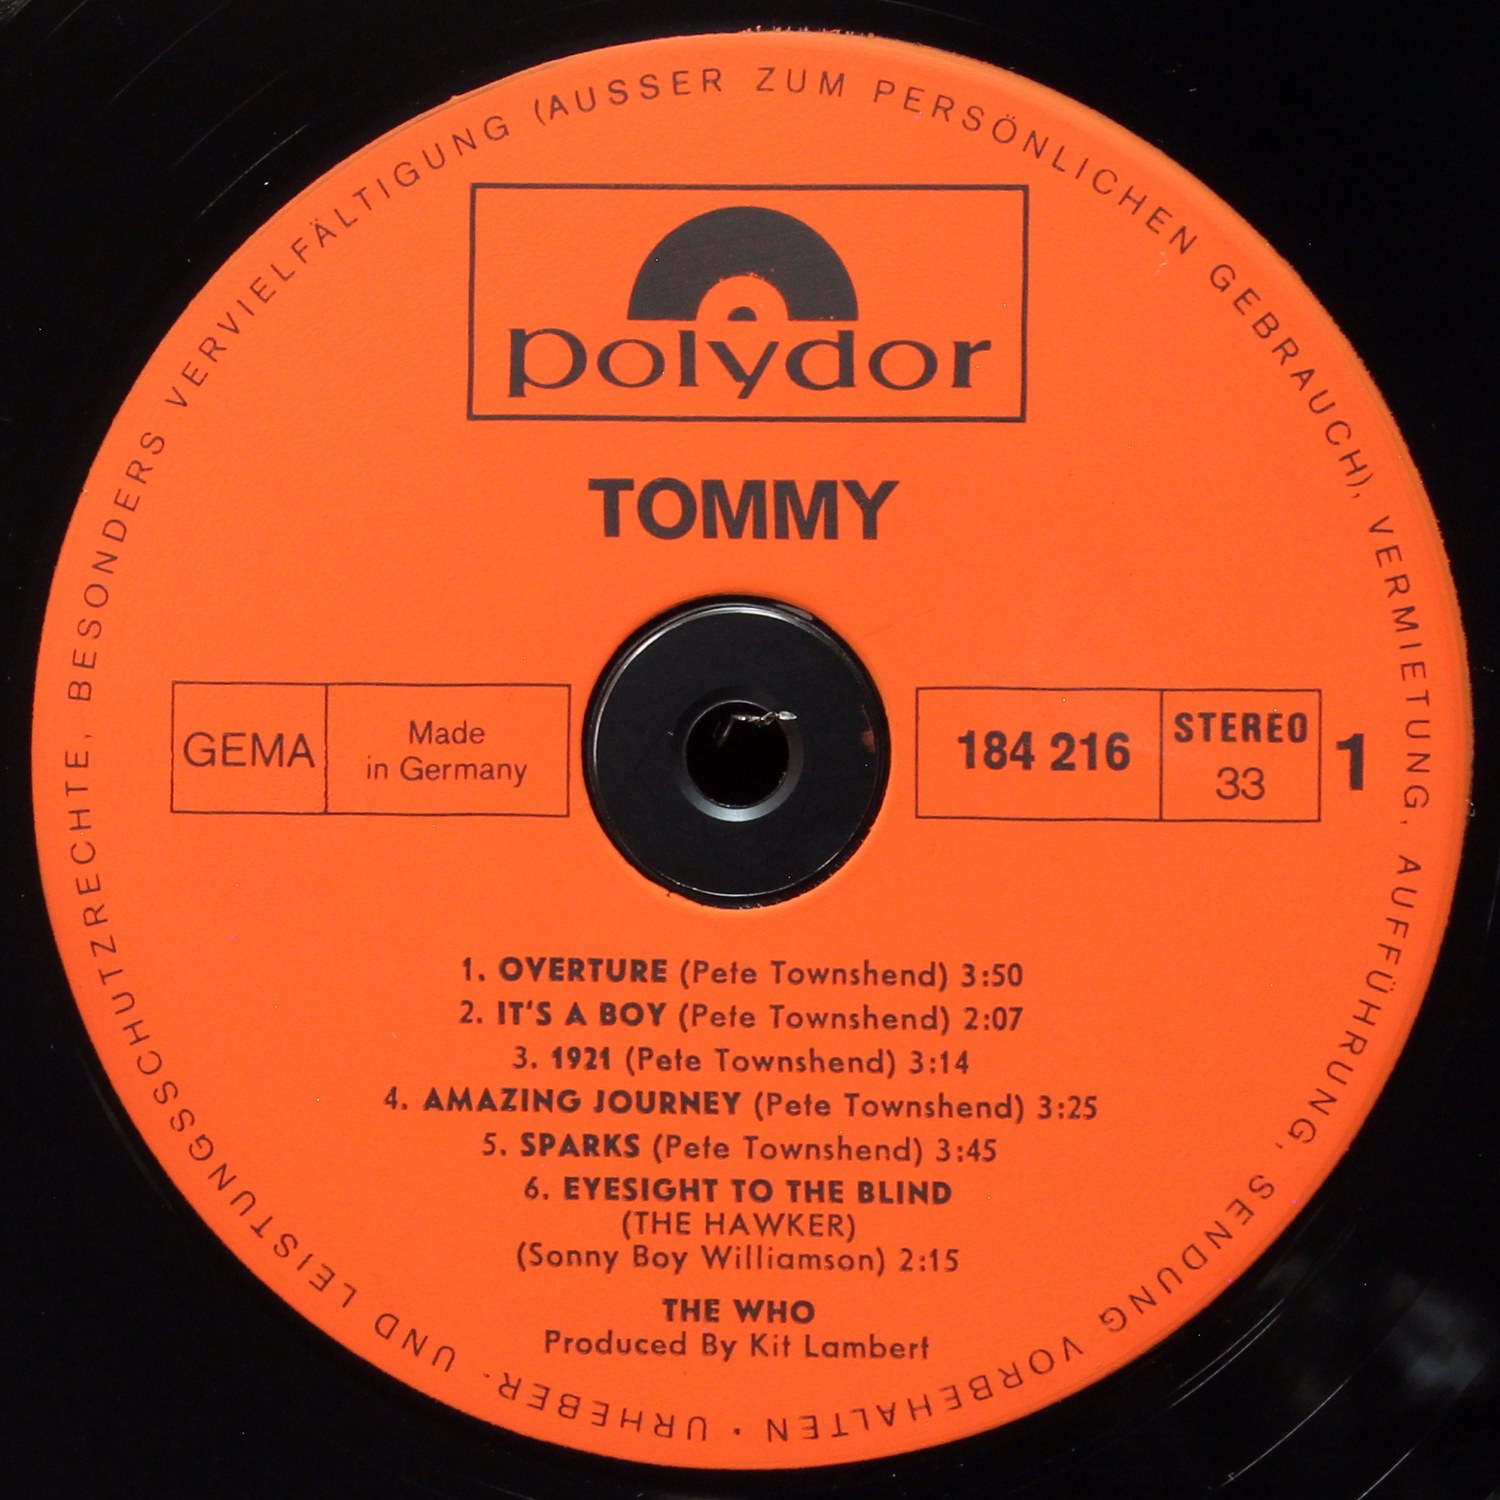 URHEBER- UND LEISTUNGSSCHUTZRECHTE, BESONDERS VERVIELFÄLTIGUNG (AUSSER ZUM PERSÖNLICHEN GEBRAUCH), VERMIETUNG, AUFFÜHRUNG, SENDUNG VORBEHALTEN ·
polydor
TOMMY
GEMA
Made
in Germany
184 216
STEREO
33
1
1. OVERTURE (Pete Townshend) 3:50
2. IT'S A BOY (Pete Townshend) 2:07
3. 1921 (Pete Townshend) 3:14
4. AMAZING JOURNEY (Pete Townshend) 3:25
5. SPARKS (Pete Townshend) 3:45
6. EYESIGHT TO THE BLIND
(THE HAWKER)
(Sonny Boy Williamson) 2:15
THE WHO
Produced By Kit Lambert